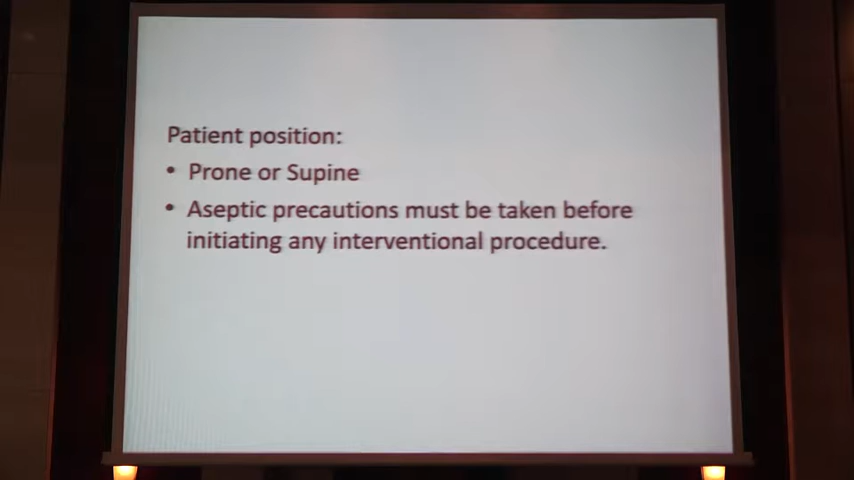 Patient position:
• Prone or Supine
• Aseptic precautions must be taken before
initiating any interventional procedure.